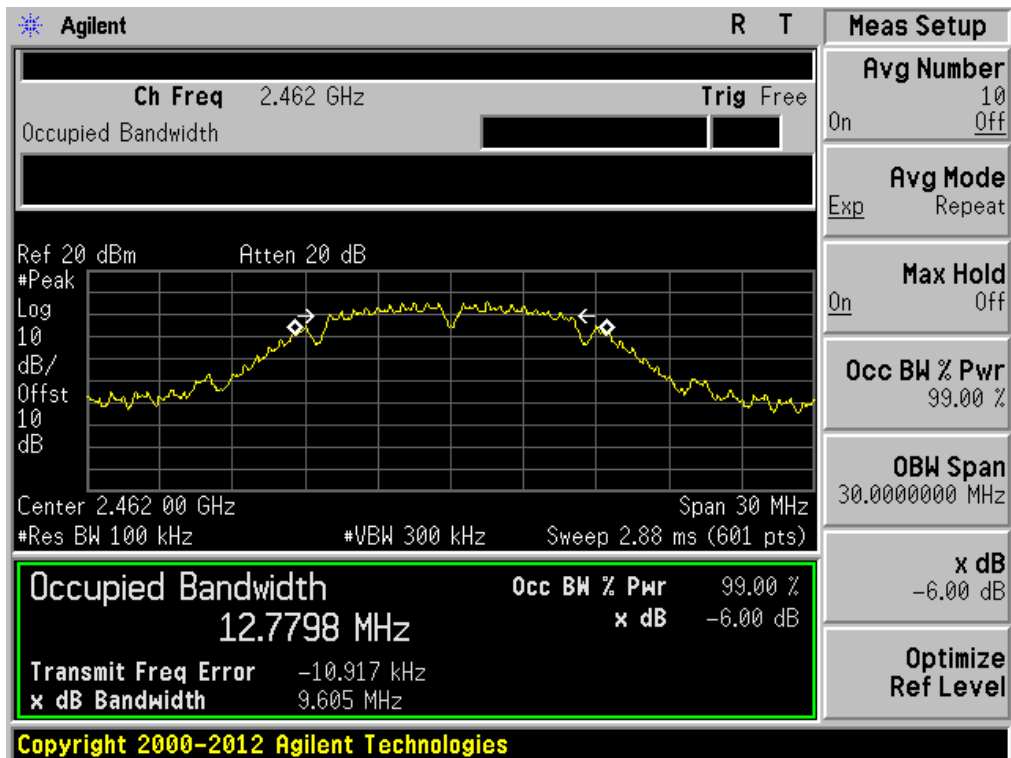 Agilent R T
Ch Freq 2.462 GHz Trig Free
Occupied Bandwidth
Ref 20 dBm Atten 20 dB
#Peak
Log
10
dB/
Offst
10
dB
Center 2.462 00 GHz Span 30 MHz
#Res BW 100 kHz #VBW 300 kHz Sweep 2.88 ms (601 pts)
Occupied Bandwidth Occ BW % Pwr 99.00 %
12.7798 MHz x dB -6.00 dB
Transmit Freq Error -10.917 kHz
x dB Bandwidth 9.605 MHz
Copyright 2000-2012 Agilent Technologies
Meas Setup
Avg Number
10
On Off
Avg Mode
Exp Repeat
Max Hold
On Off
Occ BW % Pwr
99.00 %
OBW Span
30.0000000 MHz
x dB
-6.00 dB
Optimize
Ref Level